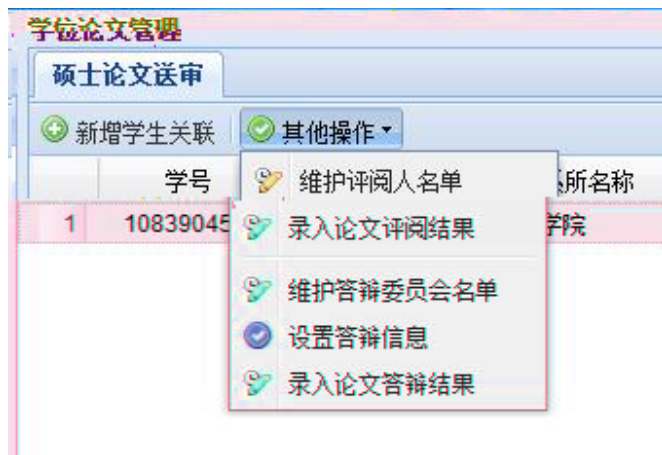 学位论文管理
硕士论文送审
新增学生关联 其他操作
学号 系所名称
维护评阅人名单
1 10839045 学院
录入论文评阅结果
维护答辩委员会名单
设置答辩信息
录入论文答辩结果